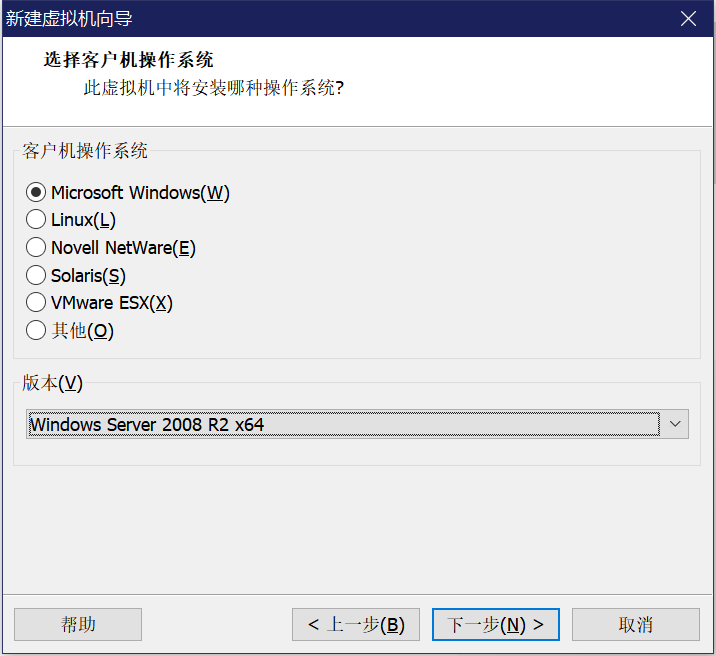 新建虚拟机向导
选择客户机操作系统
此虚拟机中将安装哪种操作系统?
客户机操作系统
Microsoft Windows(W)
Linux(L)
Novell NetWare(E)
Solaris(S)
VMware ESX(X)
其他(O)
版本(V)
Windows Server 2008 R2 x64
帮助
< 上一步(B)
下一步(N) >
取消